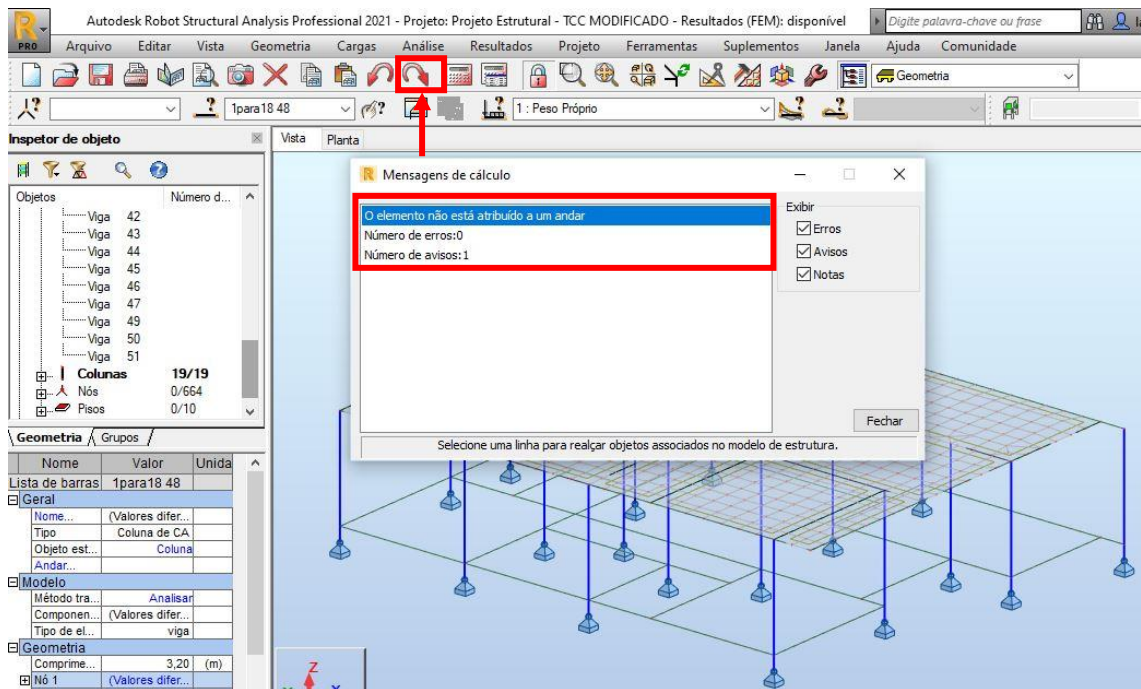 Autodesk Robot Structural Analysis Professional 2021 - Projeto: Projeto Estrutural - TCC MODIFICADO - Resultados (FEM): disponível
Digite palavra-chave ou frase
PRO
Arquivo Editar Vista Geometria Cargas Análise Resultados Projeto Ferramentas Suplementos Janela Ajuda Comunidade
Geometria
1para18 48
1 : Peso Próprio
Inspetor de objeto
Vista Planta
Objetos Número d...
Viga 42
Viga 43
Viga 44
Viga 45
Viga 46
Viga 47
Viga 49
Viga 50
Viga 51
Colunas 19/19
Nós 0/664
Pisos 0/10
Geometria Grupos
Nome Valor Unida
Lista de barras 1para18 48
Geral
Nome... (Valores difer...
Tipo Coluna de CA
Objeto est... Coluna
Andar...
Modelo
Método tra... Analisar
Componen... (Valores difer...
Tipo de el... viga
Geometria
Comprime... 3,20 (m)
Nó 1 (Valores difer...
Mensagens de cálculo
O elemento não está atribuído a um andar
Número de erros:0
Número de avisos:1
Exibir
Erros
Avisos
Notas
Fechar
Selecione uma linha para realçar objetos associados no modelo de estrutura.
Z